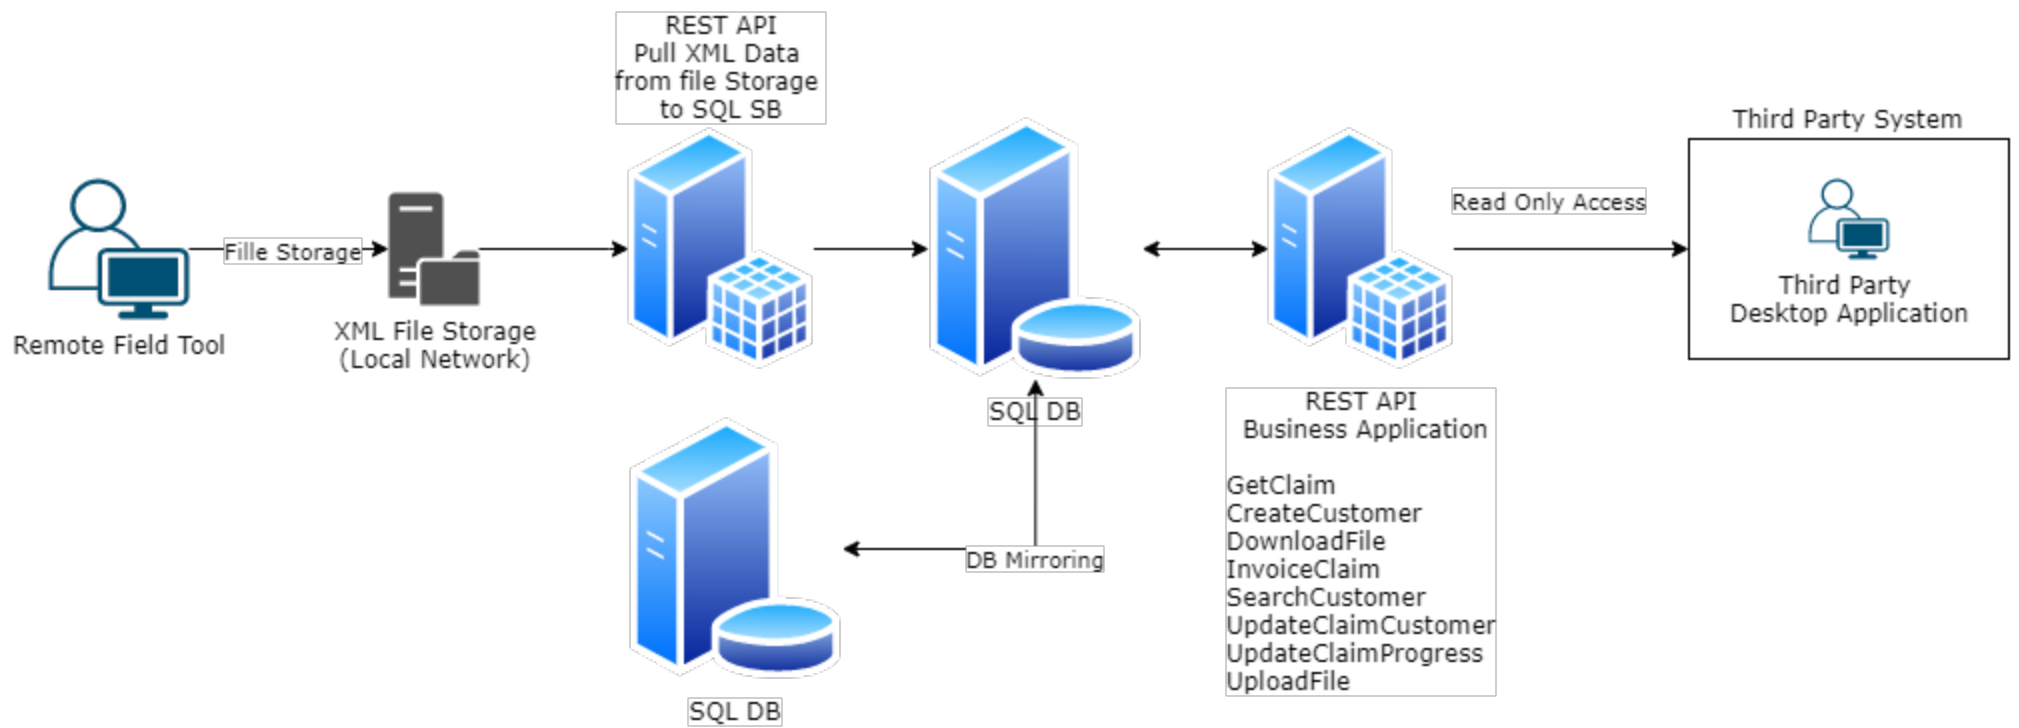 REST API
Pull XML Data
from file Storage
to SQL SB
Third Party System
Read Only Access
Fille Storage
Third Party
Desktop Application
Remote Field Tool
XML File Storage
(Local Network)
SQL DB
REST API
Business Application
GetClaim
CreateCustomer
DownloadFile
InvoiceClaim
SearchCustomer
UpdateClaimCustomer
UpdateClaimProgress
UploadFile
DB Mirroring
SQL DB